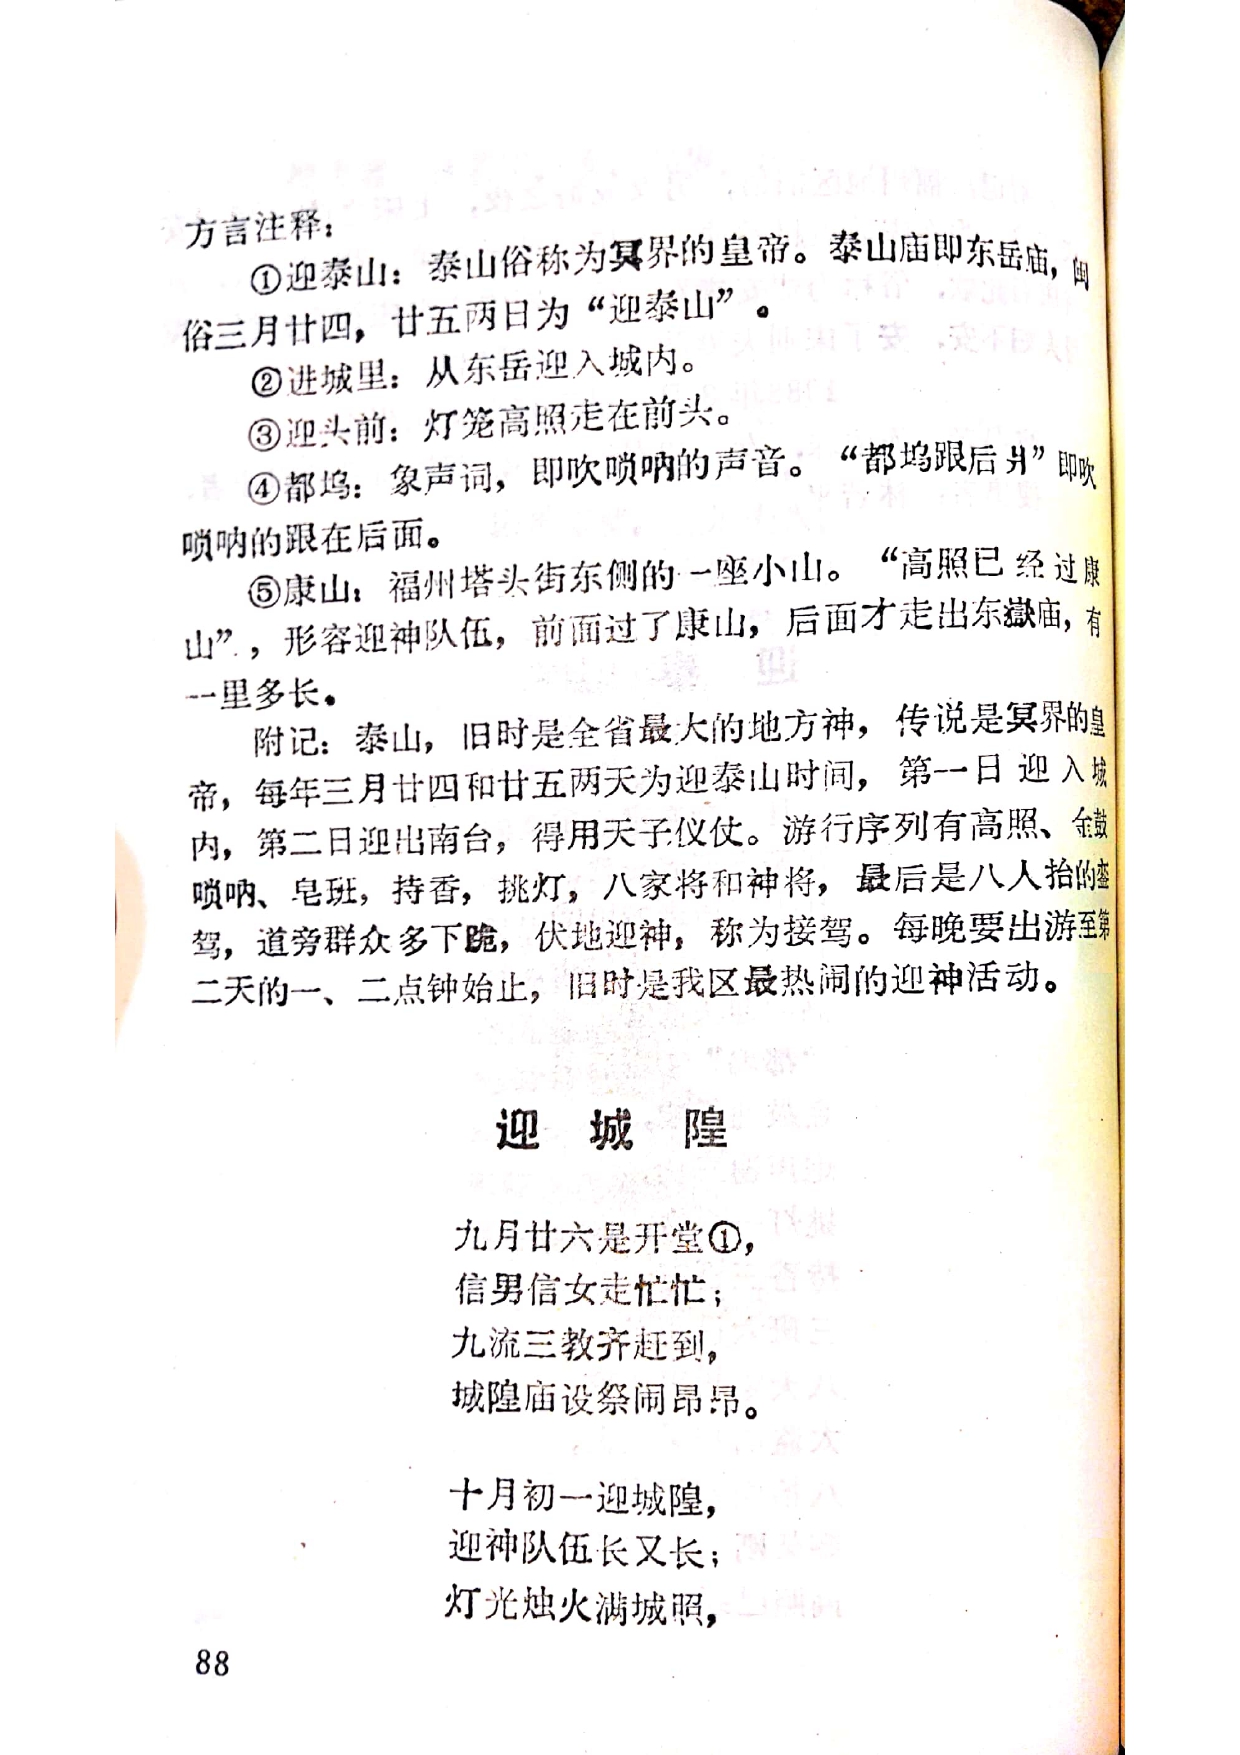 方言注释：
①迎泰山：泰山俗称为冥界的皇帝。泰山庙即东岳庙，闽
俗三月廿四，廿五两日为“迎泰山”。
②进城里：从东岳迎入城内。
③迎头前：灯笼高照走在前头。
④都坞：象声词，即吹唢呐的声音。“都坞跟后爿”即吹
唢呐的跟在后面。
⑤康山：福州塔头街东侧的一座小山。“高照已经过康
山”，形容迎神队伍，前面过了康山，后面才走出东嶽庙，有
一里多长。
附记：泰山，旧时是全省最大的地方神，传说是冥界的皇
帝，每年三月廿四和廿五两天为迎泰山时间，第一日迎入城
内，第二日迎出南台，得用天子仪仗。游行序列有高照、金鼓
唢呐、皂班，持香，挑灯，八家将和神将，最后是八人抬的銮
驾，道旁群众多下跪，伏地迎神，称为接驾。每晚要出游至第
二天的一、二点钟始止，旧时是我区最热闹的迎神活动。
迎城隍
九月廿六是开堂①，
信男信女走忙忙；
九流三教齐赶到，
城隍庙设祭闹昂昂。
十月初一迎城隍，
迎神队伍长又长；
灯光烛火满城照，
88